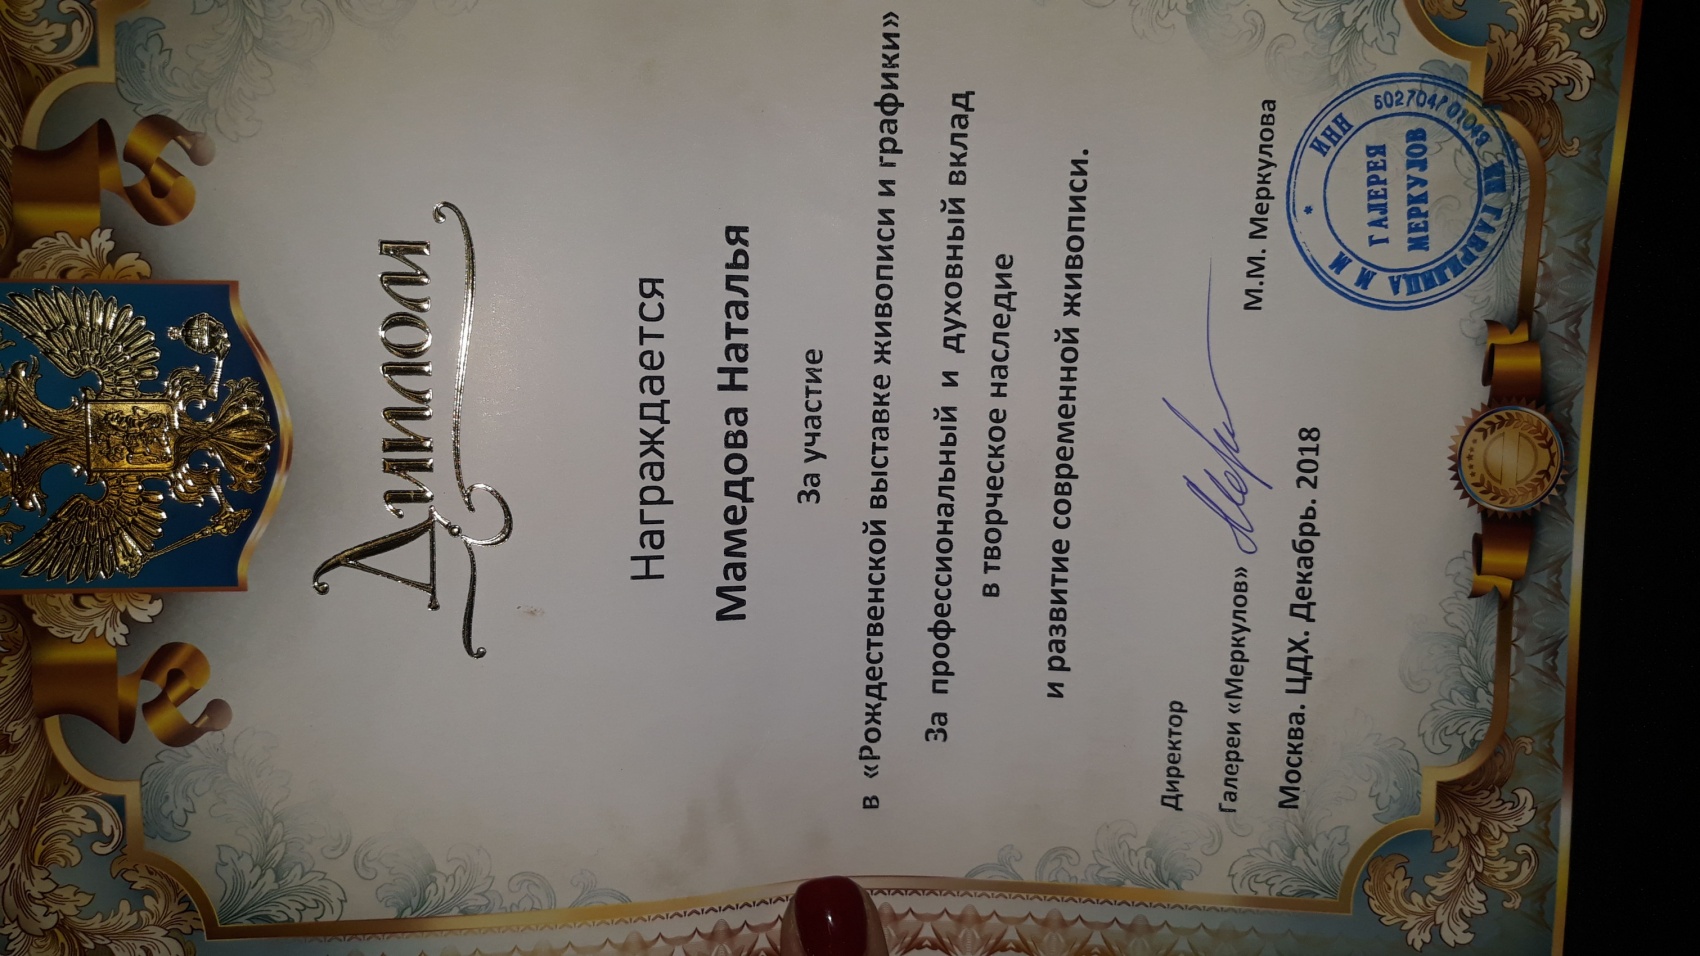 Диплом
Награждается
Мамедова Наталья
За участие
в «Рождественской выставке живописи и графики»
За профессиональный и духовный вклад
в творческое наследие
и развитие современной живописи.
Директор
Галереи «Меркулов»
М.М. Меркулова
Москва. ЦДХ. Декабрь. 2018
ИНН
ГАЛЕРЕЯ
МЕРКУЛОВ